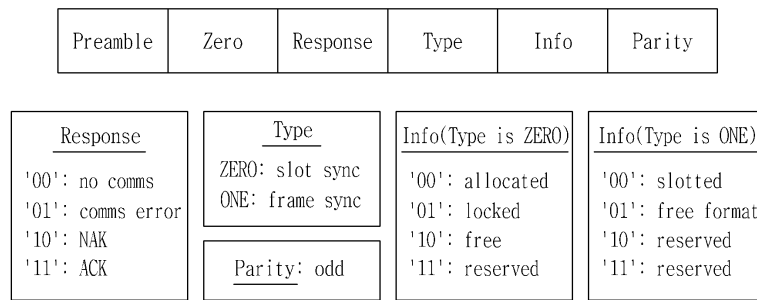 Preamble Zero Response Type Info Parity
Response
'00': no comms
'01': comms error
'10': NAK
'11': ACK
Type
ZERO: slot sync
ONE: frame sync
Parity: odd
Info(Type is ZERO)
'00': allocated
'01': locked
'10': free
'11': reserved
Info(Type is ONE)
'00': slotted
'01': free format
'10': reserved
'11': reserved